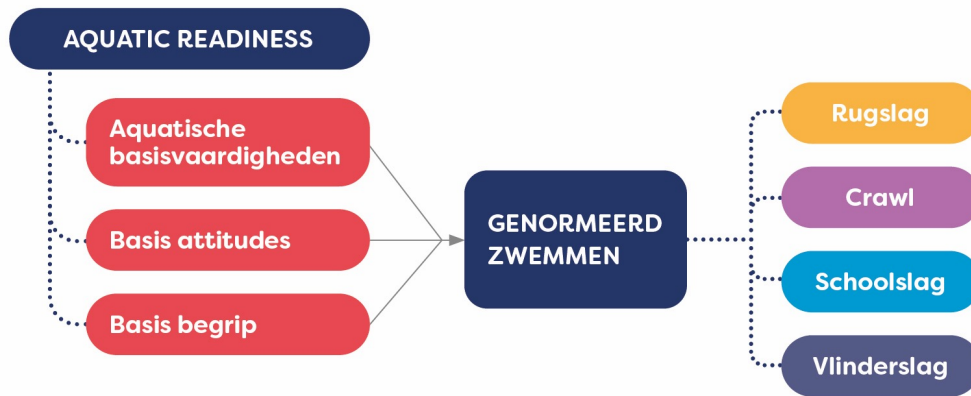 AQUATIC READINESS
Aquatische
basisvaardigheden
Basis attitudes
Basis begrip
GENORMEERD
ZWEMMEN
Rugslag
Crawl
Schoolslag
Vlinderslag